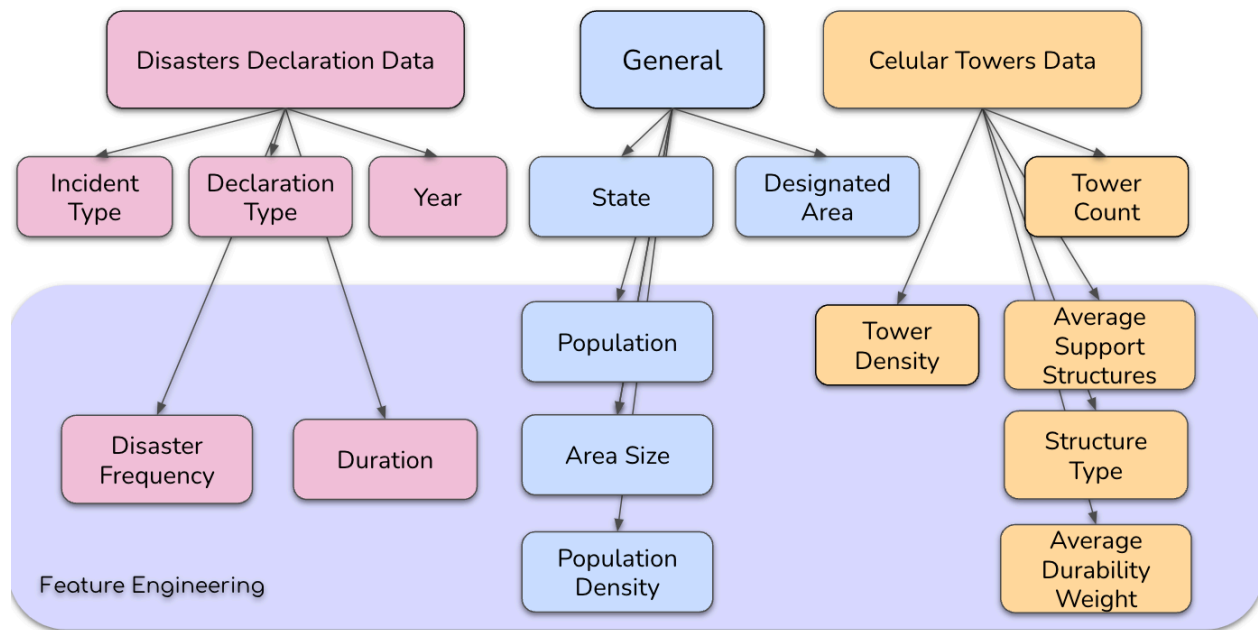 Disasters Declaration Data
General
Celular Towers Data
Incident
Type
Declaration
Type
Year
State
Designated
Area
Tower
Count
Population
Tower
Density
Average
Support
Structures
Disaster
Frequency
Duration
Area Size
Structure
Type
Population
Density
Average
Durability
Weight
Feature Engineering